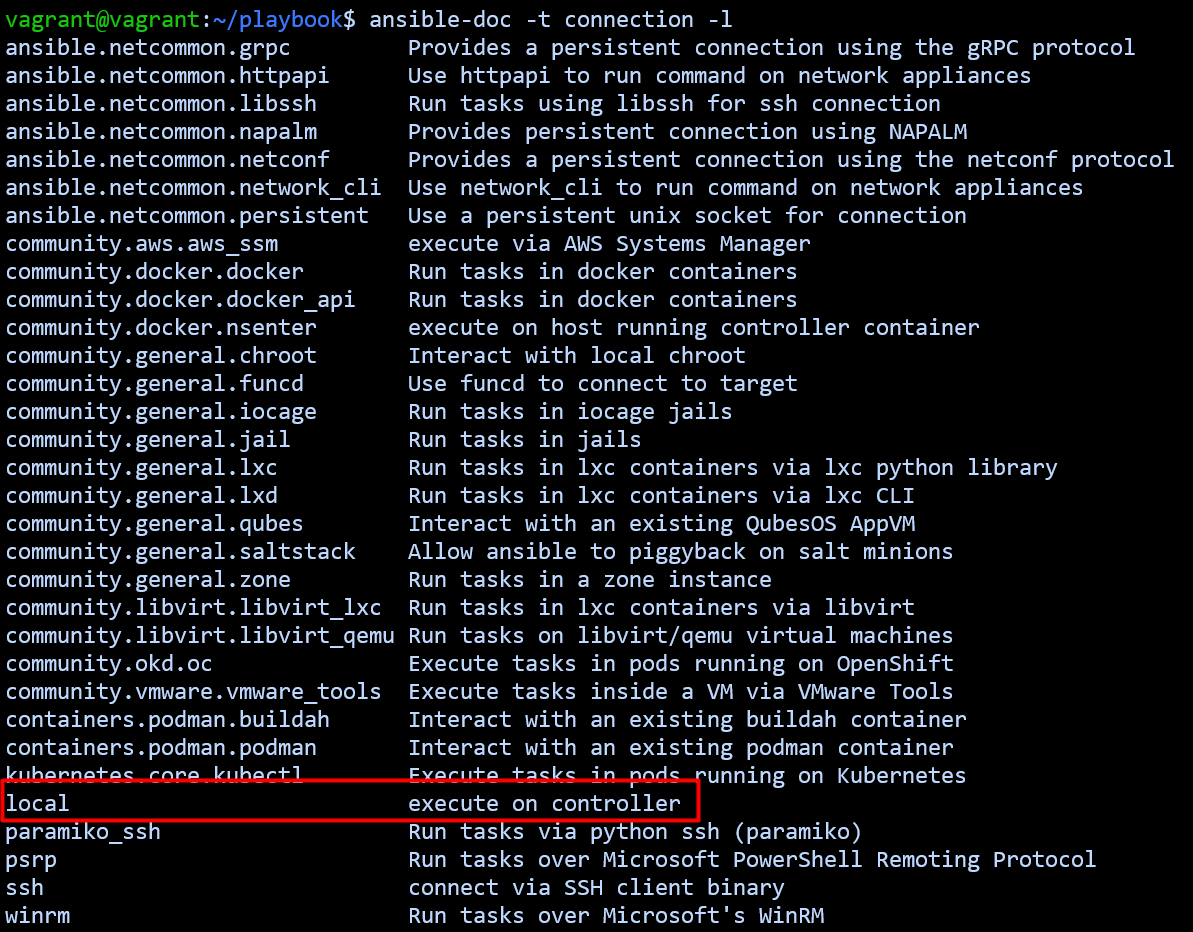 vagrant@vagrant:~/playbook$ ansible-doc -t connection -l
ansible.netcommon.grpc Provides a persistent connection using the gRPC protocol
ansible.netcommon.httpapi Use httpapi to run command on network appliances
ansible.netcommon.libssh Run tasks using libssh for ssh connection
ansible.netcommon.napalm Provides persistent connection using NAPALM
ansible.netcommon.netconf Provides a persistent connection using the netconf protocol
ansible.netcommon.network_cli Use network_cli to run command on network appliances
ansible.netcommon.persistent Use a persistent unix socket for connection
community.aws.aws_ssm execute via AWS Systems Manager
community.docker.docker Run tasks in docker containers
community.docker.docker_api Run tasks in docker containers
community.docker.nsenter execute on host running controller container
community.general.chroot Interact with local chroot
community.general.funcd Use funcd to connect to target
community.general.iocage Run tasks in iocage jails
community.general.jail Run tasks in jails
community.general.lxc Run tasks in lxc containers via lxc python library
community.general.lxd Run tasks in lxc containers via lxc CLI
community.general.qubes Interact with an existing QubesOS AppVM
community.general.saltstack Allow ansible to piggyback on salt minions
community.general.zone Run tasks in a zone instance
community.libvirt.libvirt_lxc Run tasks in lxc containers via libvirt
community.libvirt.libvirt_qemu Run tasks on libvirt/qemu virtual machines
community.okd.oc Execute tasks in pods running on OpenShift
community.vmware.vmware_tools Execute tasks inside a VM via VMware Tools
containers.podman.buildah Interact with an existing buildah container
containers.podman.podman Interact with an existing podman container
kubernetes.core.kubectl Execute tasks in pods running on Kubernetes
local execute on controller
paramiko_ssh Run tasks via python ssh (paramiko)
psrp Run tasks over Microsoft PowerShell Remoting Protocol
ssh connect via SSH client binary
winrm Run tasks over Microsoft's WinRM